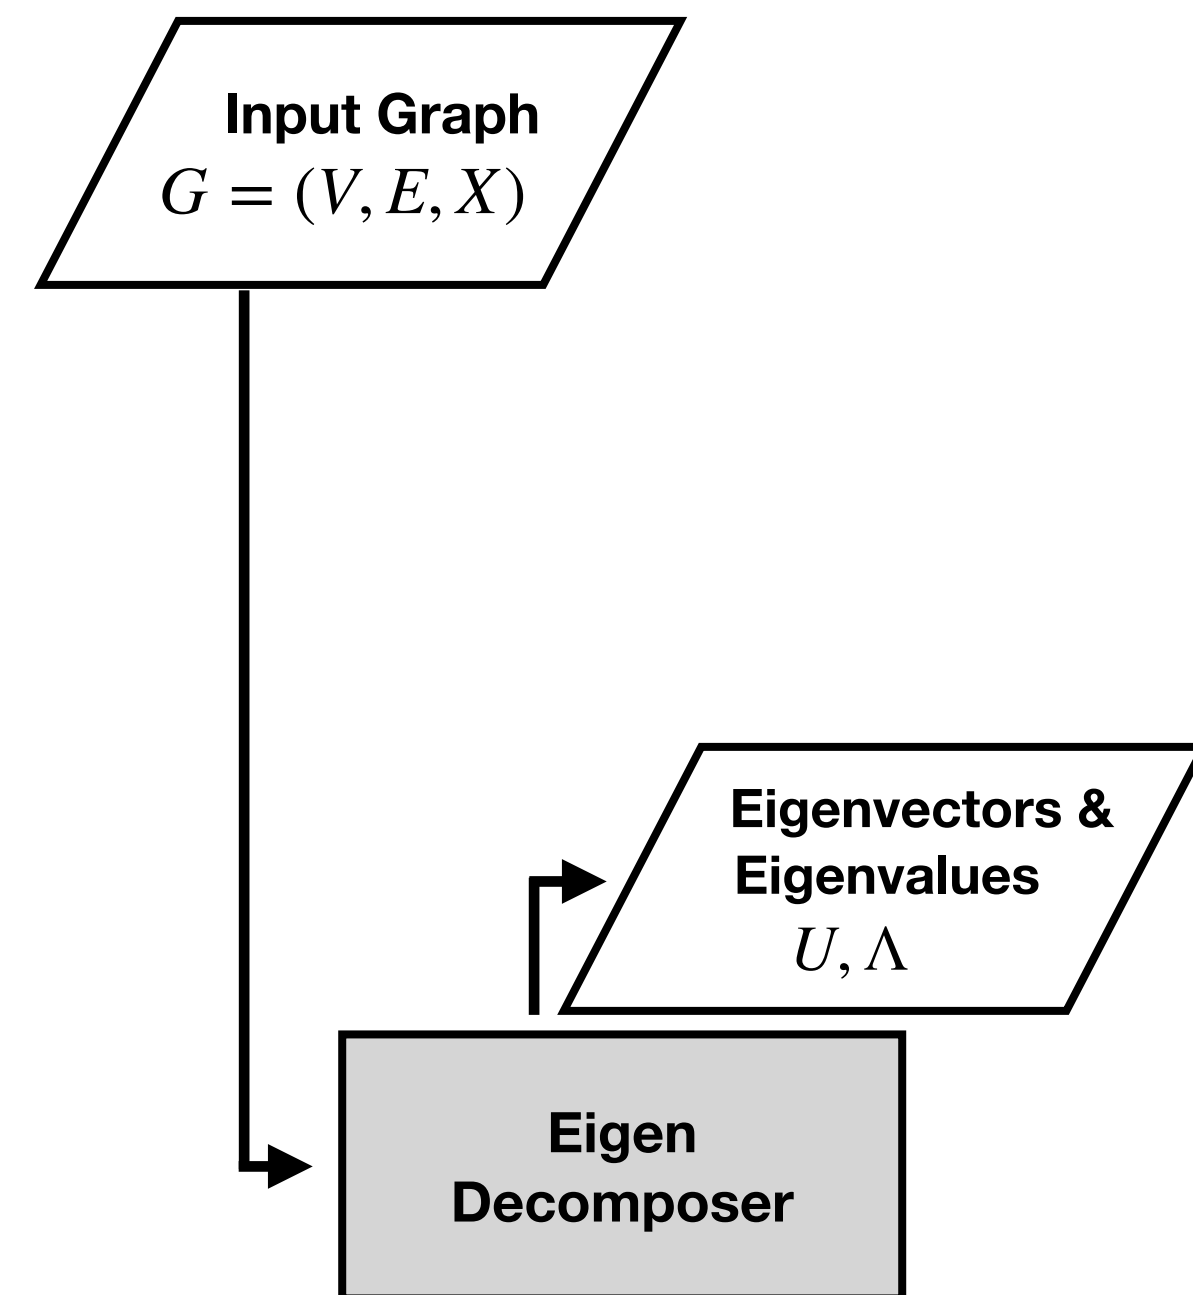 Input Graph
G = (V, E, X)
Eigenvectors &
Eigenvalues
U, Λ
Eigen
Decomposer